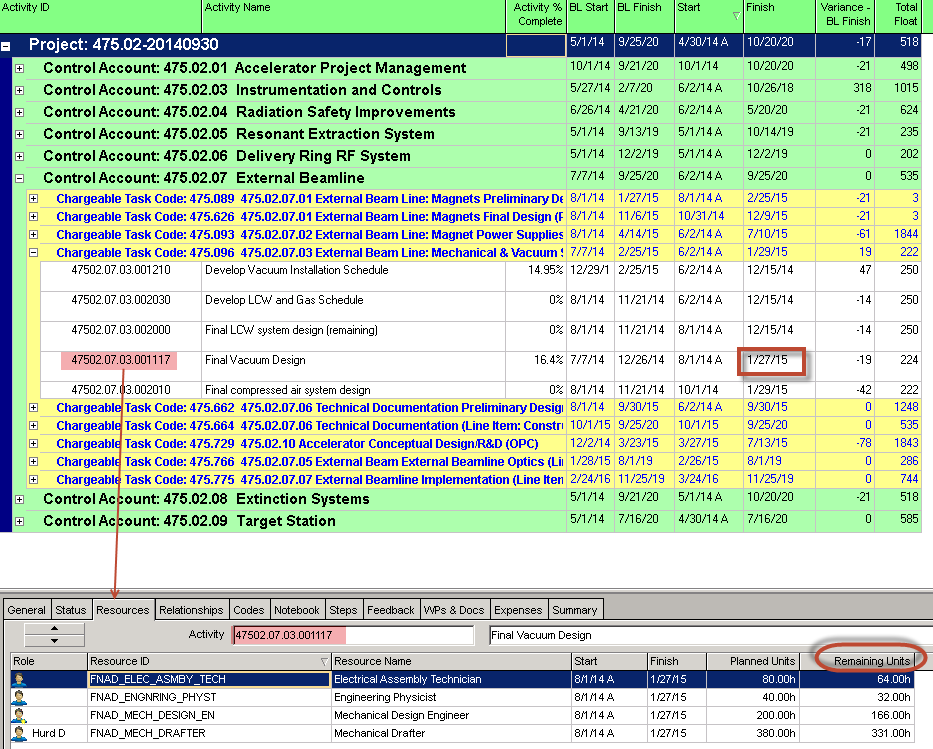 Activity ID Activity Name Activity % Complete BL Start BL Finish Start Finish Variance - BL Finish Total Float
Project: 475.02-20140930 5/1/14 9/25/20 4/30/14 A 10/20/20 -17 518
Control Account: 475.02.01 Accelerator Project Management 10/1/14 9/21/20 10/1/14 10/20/20 -21 498
Control Account: 475.02.03 Instrumentation and Controls 5/27/14 2/7/20 6/2/14 A 10/26/18 318 1015
Control Account: 475.02.04 Radiation Safety Improvements 6/26/14 4/21/20 6/2/14 A 5/20/20 -21 624
Control Account: 475.02.05 Resonant Extraction System 5/1/14 9/13/19 5/1/14 A 10/14/19 -21 235
Control Account: 475.02.06 Delivery Ring RF System 5/1/14 12/2/19 5/1/14 A 12/2/19 0 202
Control Account: 475.02.07 External Beamline 7/7/14 9/25/20 6/2/14 A 9/25/20 0 535
Chargeable Task Code: 475.089 475.02.07.01 External Beam Line: Magnets Preliminary De 8/1/14 1/27/15 8/1/14 A 2/25/15 -21 3
Chargeable Task Code: 475.626 475.02.07.01 External Beam Line: Magnets Final Design (F 8/1/14 11/6/15 10/31/14 12/9/15 -21 3
Chargeable Task Code: 475.093 475.02.07.02 External Beam Line: Magnet Power Supplies 8/1/14 4/14/15 6/2/14 A 7/10/15 -61 1844
Chargeable Task Code: 475.096 475.02.07.03 External Beam Line: Mechanical & Vacuum S 7/7/14 2/25/15 6/2/14 A 1/29/15 19 222
47502.07.03.001210 Develop Vacuum Installation Schedule 14.95% 12/29/1 2/25/15 6/2/14 A 12/15/14 47 250
47502.07.03.002030 Develop LCW and Gas Schedule 0% 8/1/14 11/21/14 6/2/14 A 12/15/14 -14 250
47502.07.03.002000 Final LCW system design (remaining) 0% 8/1/14 11/21/14 8/1/14 A 12/15/14 -14 250
47502.07.03.001117 Final Vacuum Design 16.4% 7/7/14 12/26/14 8/1/14 A 1/27/15 -19 224
47502.07.03.002010 Final compressed air system design 0% 8/1/14 11/21/14 10/1/14 1/29/15 -42 222
Chargeable Task Code: 475.662 475.02.07.06 Technical Documentation Preliminary Desig 8/1/14 9/30/15 6/2/14 A 9/30/15 0 1248
Chargeable Task Code: 475.664 475.02.07.06 Technical Documentation (Line Item: Constru 10/1/15 9/25/20 10/1/15 9/25/20 0 535
Chargeable Task Code: 475.729 475.02.10 Accelerator Conceptual Design/R&D (OPC) 12/2/14 3/23/15 3/27/15 7/13/15 -78 1843
Chargeable Task Code: 475.766 475.02.07.05 External Beam External Beamline Optics (Li 1/28/15 8/1/19 2/26/15 8/1/19 0 286
Chargeable Task Code: 475.775 475.02.07.07 External Beamline Implementation (Line Item 2/24/16 11/25/19 3/24/16 11/25/19 0 744
Control Account: 475.02.08 Extinction Systems 5/1/14 9/21/20 5/1/14 A 10/20/20 -21 518
Control Account: 475.02.09 Target Station 5/1/14 7/16/20 4/30/14 A 7/16/20 0 585
General Status Resources Relationships Codes Notebook Steps Feedback WPs & Docs Expenses Summary
Activity 47502.07.03.001117 Final Vacuum Design
Role Resource ID Resource Name Start Finish Planned Units Remaining Units
FNAD_ELEC_ASMBY_TECH Electrical Assembly Technician 8/1/14 A 1/27/15 80.00h 64.00h
FNAD_ENGNRING_PHYST Engineering Physicist 8/1/14 A 1/27/15 40.00h 32.00h
FNAD_MECH_DESIGN_EN Mechanical Design Engineer 8/1/14 A 1/27/15 200.00h 166.00h
Hurd D FNAD_MECH_DRAFTER Mechanical Drafter 8/1/14 A 1/27/15 380.00h 331.00h